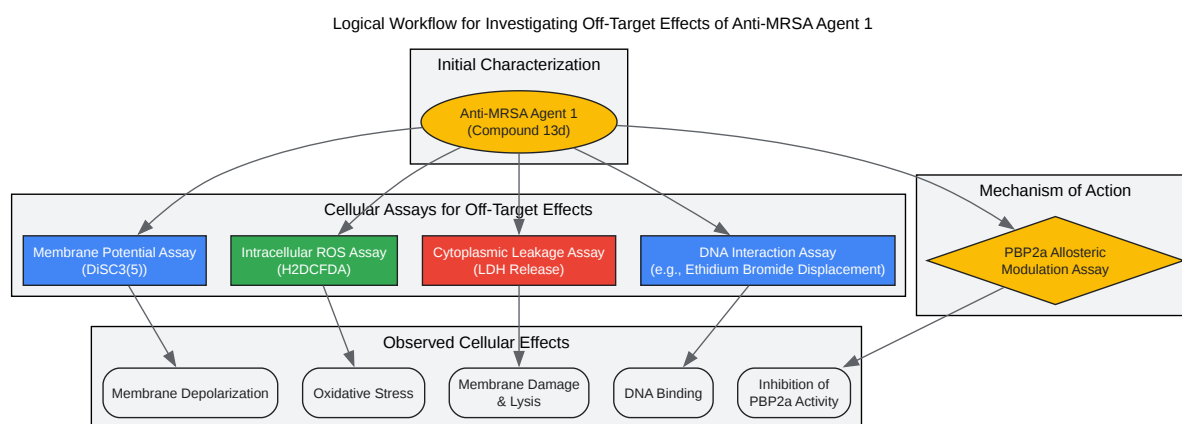 Logical Workflow for Investigating Off-Target Effects of Anti-MRSA Agent 1
Initial Characterization
Anti-MRSA Agent 1
(Compound 13d)
Cellular Assays for Off-Target Effects
Membrane Potential Assay
(DiSC3(5))
Intracellular ROS Assay
(H2DCFDA)
Cytoplasmic Leakage Assay
(LDH Release)
DNA Interaction Assay
(e.g., Ethidium Bromide Displacement)
Mechanism of Action
PBP2a Allosteric
Modulation Assay
Observed Cellular Effects
Membrane Depolarization
Oxidative Stress
Membrane Damage
& Lysis
DNA Binding
Inhibition of
PBP2a Activity